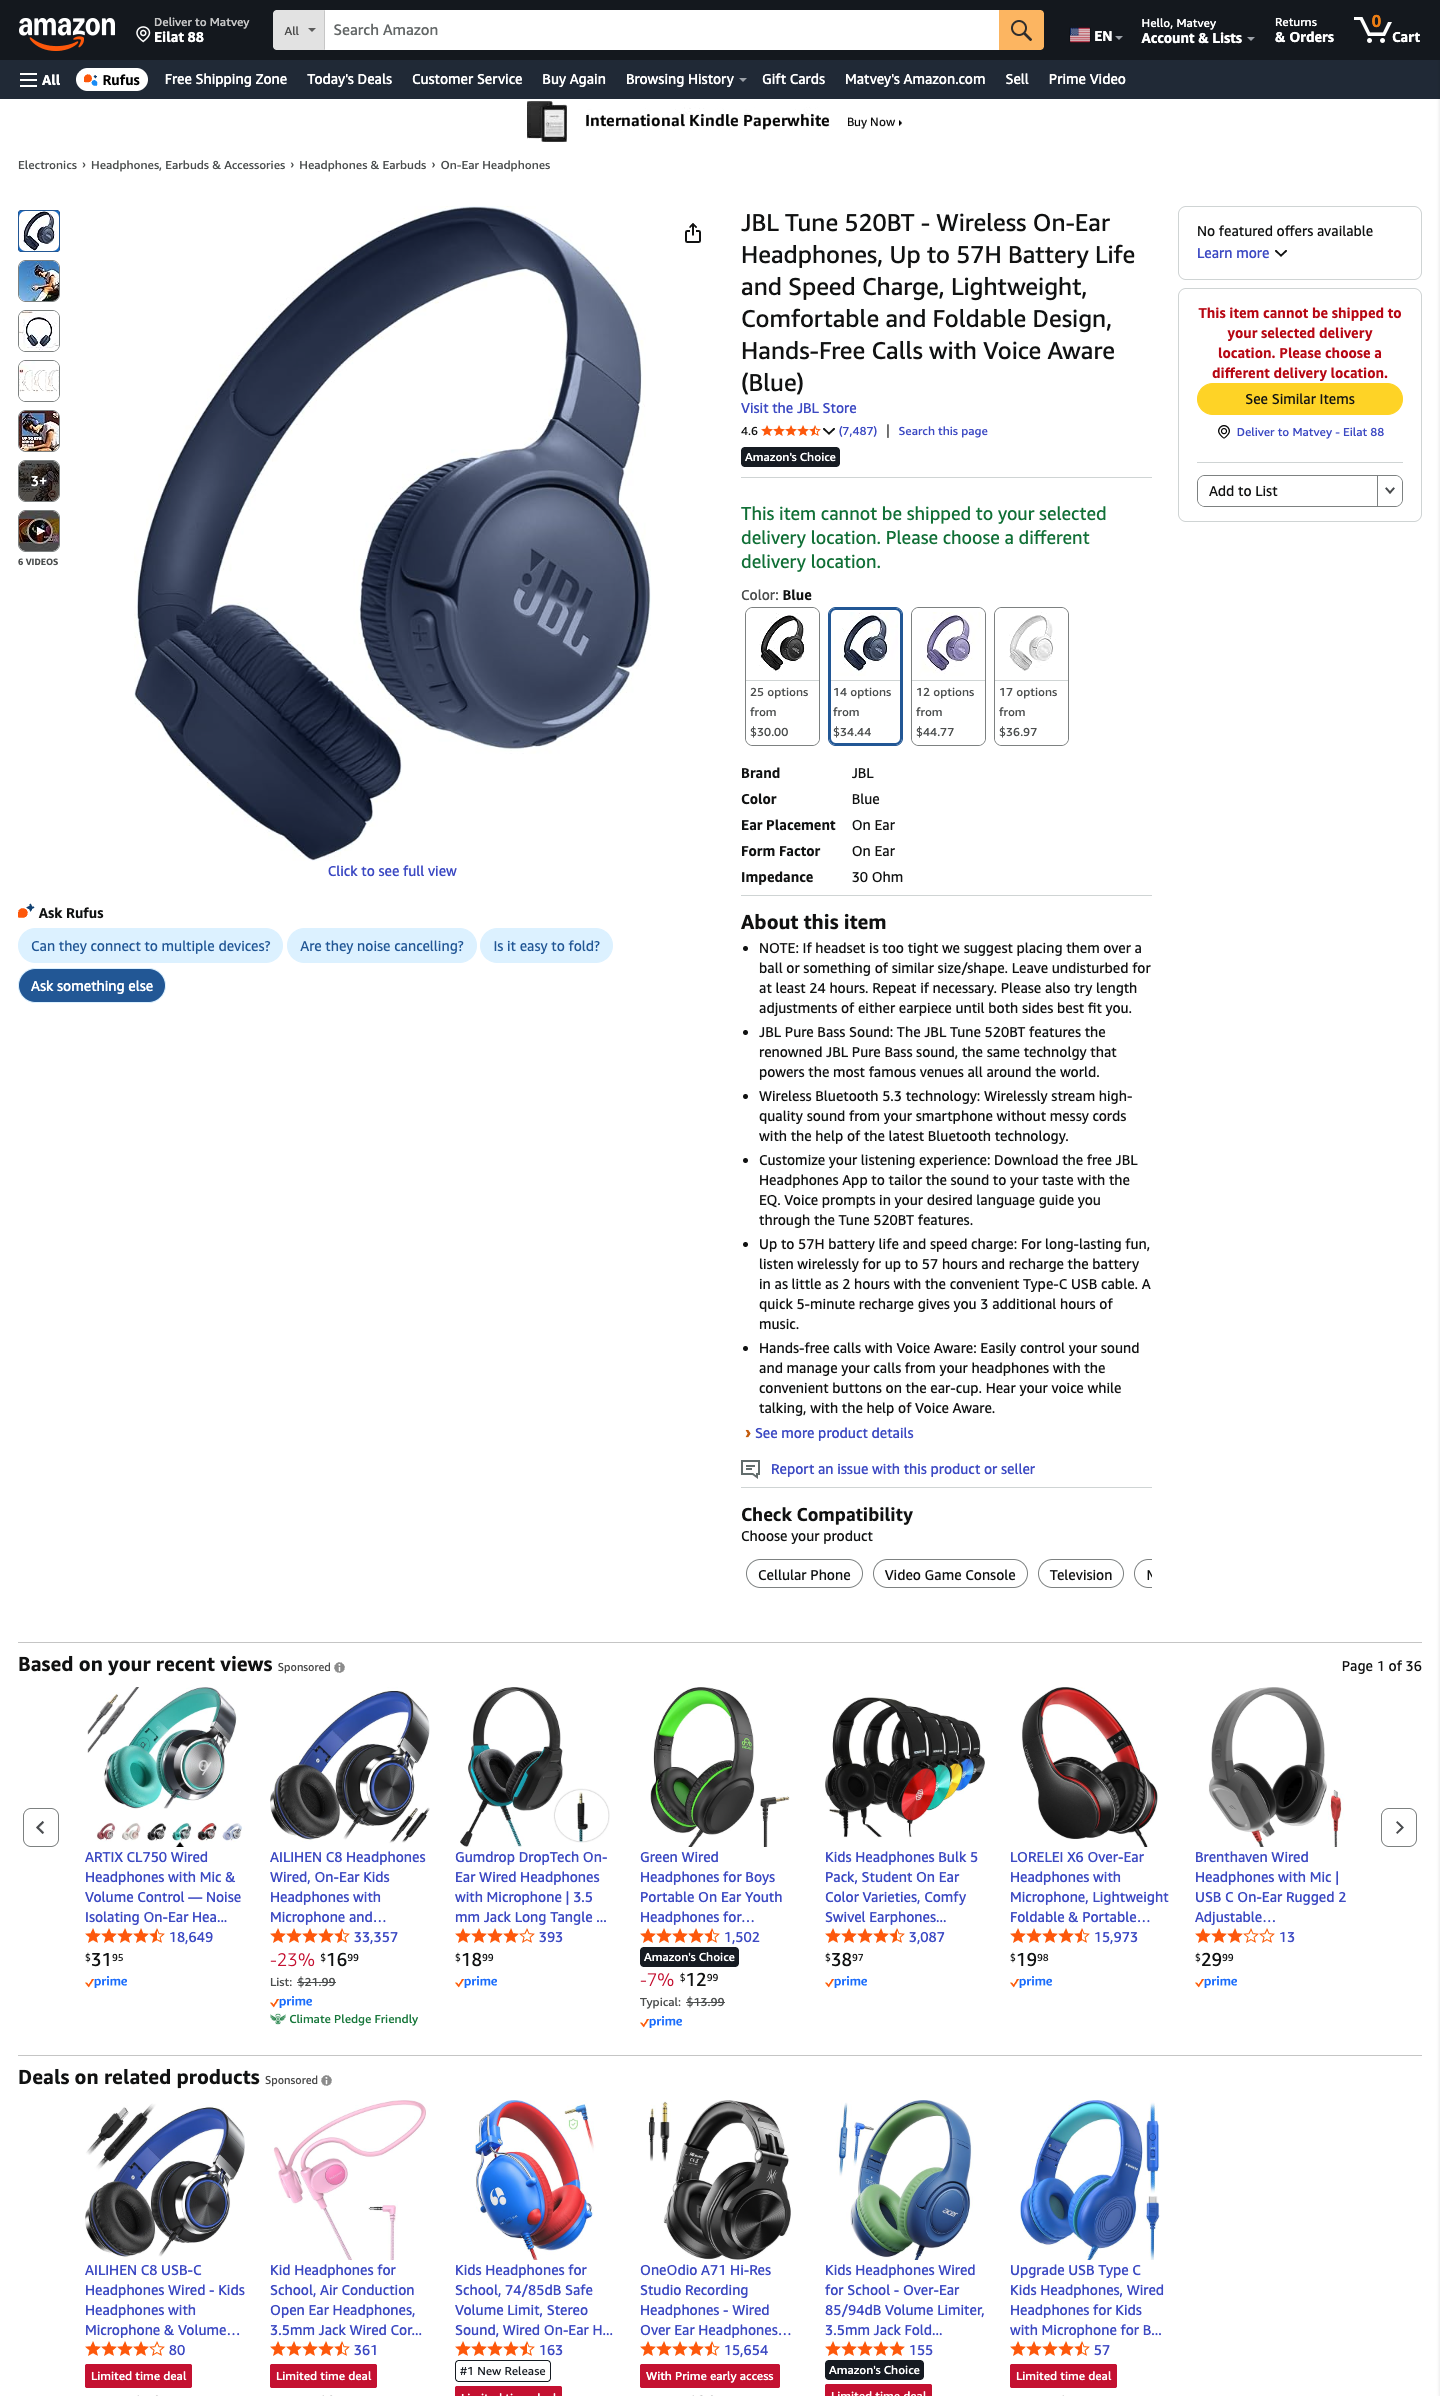 amazon
Deliver to Matvey
Eilat 88
All
Search Amazon
EN
Hello, Matvey
Account & Lists
Returns
& Orders
0
Cart
All
Rufus
Free Shipping Zone
Today's Deals
Customer Service
Buy Again
Browsing History
Gift Cards
Matvey's Amazon.com
Sell
Prime Video
International Kindle Paperwhite
Buy Now
Electronics › Headphones, Earbuds & Accessories › Headphones & Earbuds › On-Ear Headphones
3+
6 VIDEOS
JBL
Click to see full view
Ask Rufus
Can they connect to multiple devices?
Are they noise cancelling?
Is it easy to fold?
Ask something else
JBL Tune 520BT - Wireless On-Ear
Headphones, Up to 57H Battery Life
and Speed Charge, Lightweight,
Comfortable and Foldable Design,
Hands-Free Calls with Voice Aware
(Blue)
Visit the JBL Store
4.6 (7,487) | Search this page
Amazon's Choice
This item cannot be shipped to your selected
delivery location. Please choose a different
delivery location.
Color: Blue
25 options
from
$30.00
14 options
from
$34.44
12 options
from
$44.77
17 options
from
$36.97
Brand JBL
Color Blue
Ear Placement On Ear
Form Factor On Ear
Impedance 30 Ohm
About this item
• NOTE: If headset is too tight we suggest placing them over a
ball or something of similar size/shape. Leave undisturbed for
at least 24 hours. Repeat if necessary. Please also try length
adjustments of either earpiece until both sides best fit you.
• JBL Pure Bass Sound: The JBL Tune 520BT features the
renowned JBL Pure Bass sound, the same technolgy that
powers the most famous venues all around the world.
• Wireless Bluetooth 5.3 technology: Wirelessly stream high-
quality sound from your smartphone without messy cords
with the help of the latest Bluetooth technology.
• Customize your listening experience: Download the free JBL
Headphones App to tailor the sound to your taste with the
EQ. Voice prompts in your desired language guide you
through the Tune 520BT features.
• Up to 57H battery life and speed charge: For long-lasting fun,
listen wirelessly for up to 57 hours and recharge the battery
in as little as 2 hours with the convenient Type-C USB cable. A
quick 5-minute recharge gives you 3 additional hours of
music.
• Hands-free calls with Voice Aware: Easily control your sound
and manage your calls from your headphones with the
convenient buttons on the ear-cup. Hear your voice while
talking, with the help of Voice Aware.
› See more product details
Report an issue with this product or seller
Check Compatibility
Choose your product
Cellular Phone
Video Game Console
Television
No featured offers available
Learn more
This item cannot be shipped to
your selected delivery
location. Please choose a
different delivery location.
See Similar Items
Deliver to Matvey - Eilat 88
Add to List
Based on your recent views Sponsored
Page 1 of 36
ARTIX CL750 Wired
Headphones with Mic &
Volume Control — Noise
Isolating On-Ear Hea...
18,649
$31.95
prime
AILIHEN C8 Headphones
Wired, On-Ear Kids
Headphones with
Microphone and...
33,357
-23% $16.99
List: $21.99
prime
Climate Pledge Friendly
Gumdrop DropTech On-
Ear Wired Headphones
with Microphone | 3.5
mm Jack Long Tangle ...
393
$18.99
prime
Green Wired
Headphones for Boys
Portable On Ear Youth
Headphones for...
1,502
Amazon's Choice
-7% $12.99
Typical: $13.99
prime
Kids Headphones Bulk 5
Pack, Student On Ear
Color Varieties, Comfy
Swivel Earphones...
3,087
$38.97
prime
LORELEI X6 Over-Ear
Headphones with
Microphone, Lightweight
Foldable & Portable...
15,973
$19.98
prime
Brenthaven Wired
Headphones with Mic |
USB C On-Ear Rugged 2
Adjustable...
13
$29.99
prime
Deals on related products Sponsored
AILIHEN C8 USB-C
Headphones Wired - Kids
Headphones with
Microphone & Volume...
80
Limited time deal
Kid Headphones for
School, Air Conduction
Open Ear Headphones,
3.5mm Jack Wired Cor...
361
Limited time deal
Kids Headphones for
School, 74/85dB Safe
Volume Limit, Stereo
Sound, Wired On-Ear H...
163
#1 New Release
Limited time deal
OneOdio A71 Hi-Res
Studio Recording
Headphones - Wired
Over Ear Headphones...
15,654
With Prime early access
acer
Kids Headphones Wired
for School - Over-Ear
85/94dB Volume Limiter,
3.5mm Jack Fold...
155
Amazon's Choice
Limited time deal
Upgrade USB Type C
Kids Headphones, Wired
Headphones for Kids
with Microphone for B...
57
Limited time deal